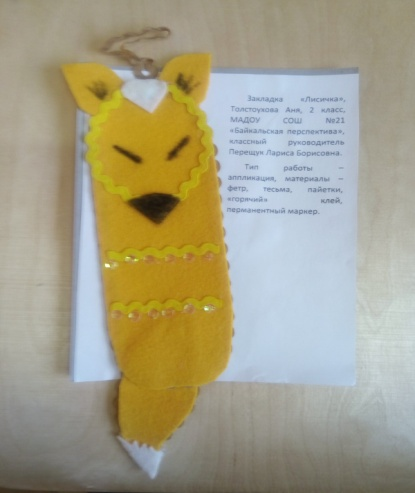 Закладка «Лисичка»,
Толстоухова Аня, 2 класс,
МАДОУ СОШ №21
«Байкальская перспектива»,
классный руководитель
Перещук Лариса Борисовна.
Тип работы –
аппликация, материалы –
фетр, тесьма, пайетки,
«горячий» клей,
перманентный маркер.